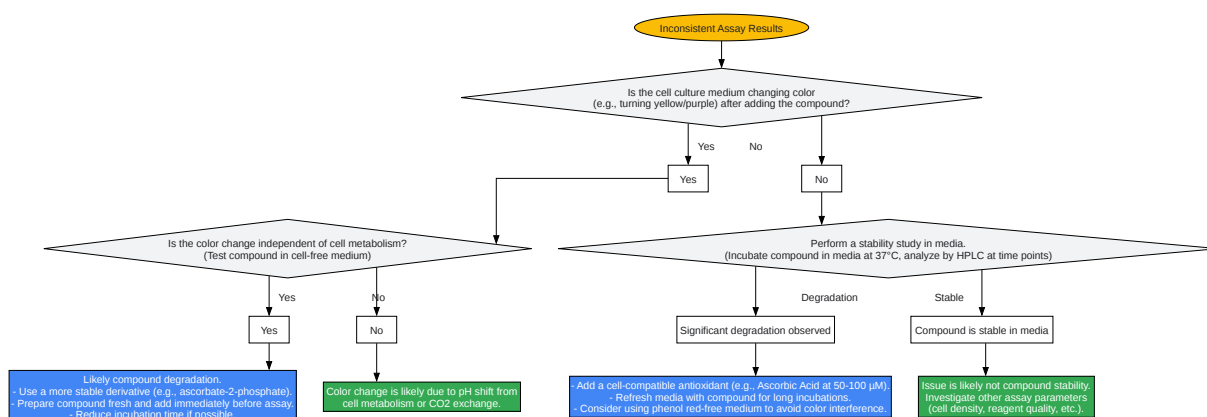 Inconsistent Assay Results
Is the cell culture medium changing color
(e.g., turning yellow/purple) after adding the compound?
Yes
No
Yes
No
Is the color change independent of cell metabolism?
(Test compound in cell-free medium)
Perform a stability study in media.
(Incubate compound in media at 37°C, analyze by HPLC at time points)
Yes
No
Degradation
Stable
Yes
No
Significant degradation observed
Compound is stable in media
Likely compound degradation.
- Use a more stable derivative (e.g., ascorbate-2-phosphate).
- Prepare compound fresh and add immediately before assay.
- Reduce incubation time if possible.
Color change is likely due to pH shift from
cell metabolism or CO2 exchange.
- Add a cell-compatible antioxidant (e.g., Ascorbic Acid at 50-100 µM).
- Refresh media with compound for long incubations.
- Consider using phenol red-free medium to avoid color interference.
Issue is likely not compound stability.
Investigate other assay parameters
(cell density, reagent quality, etc.).